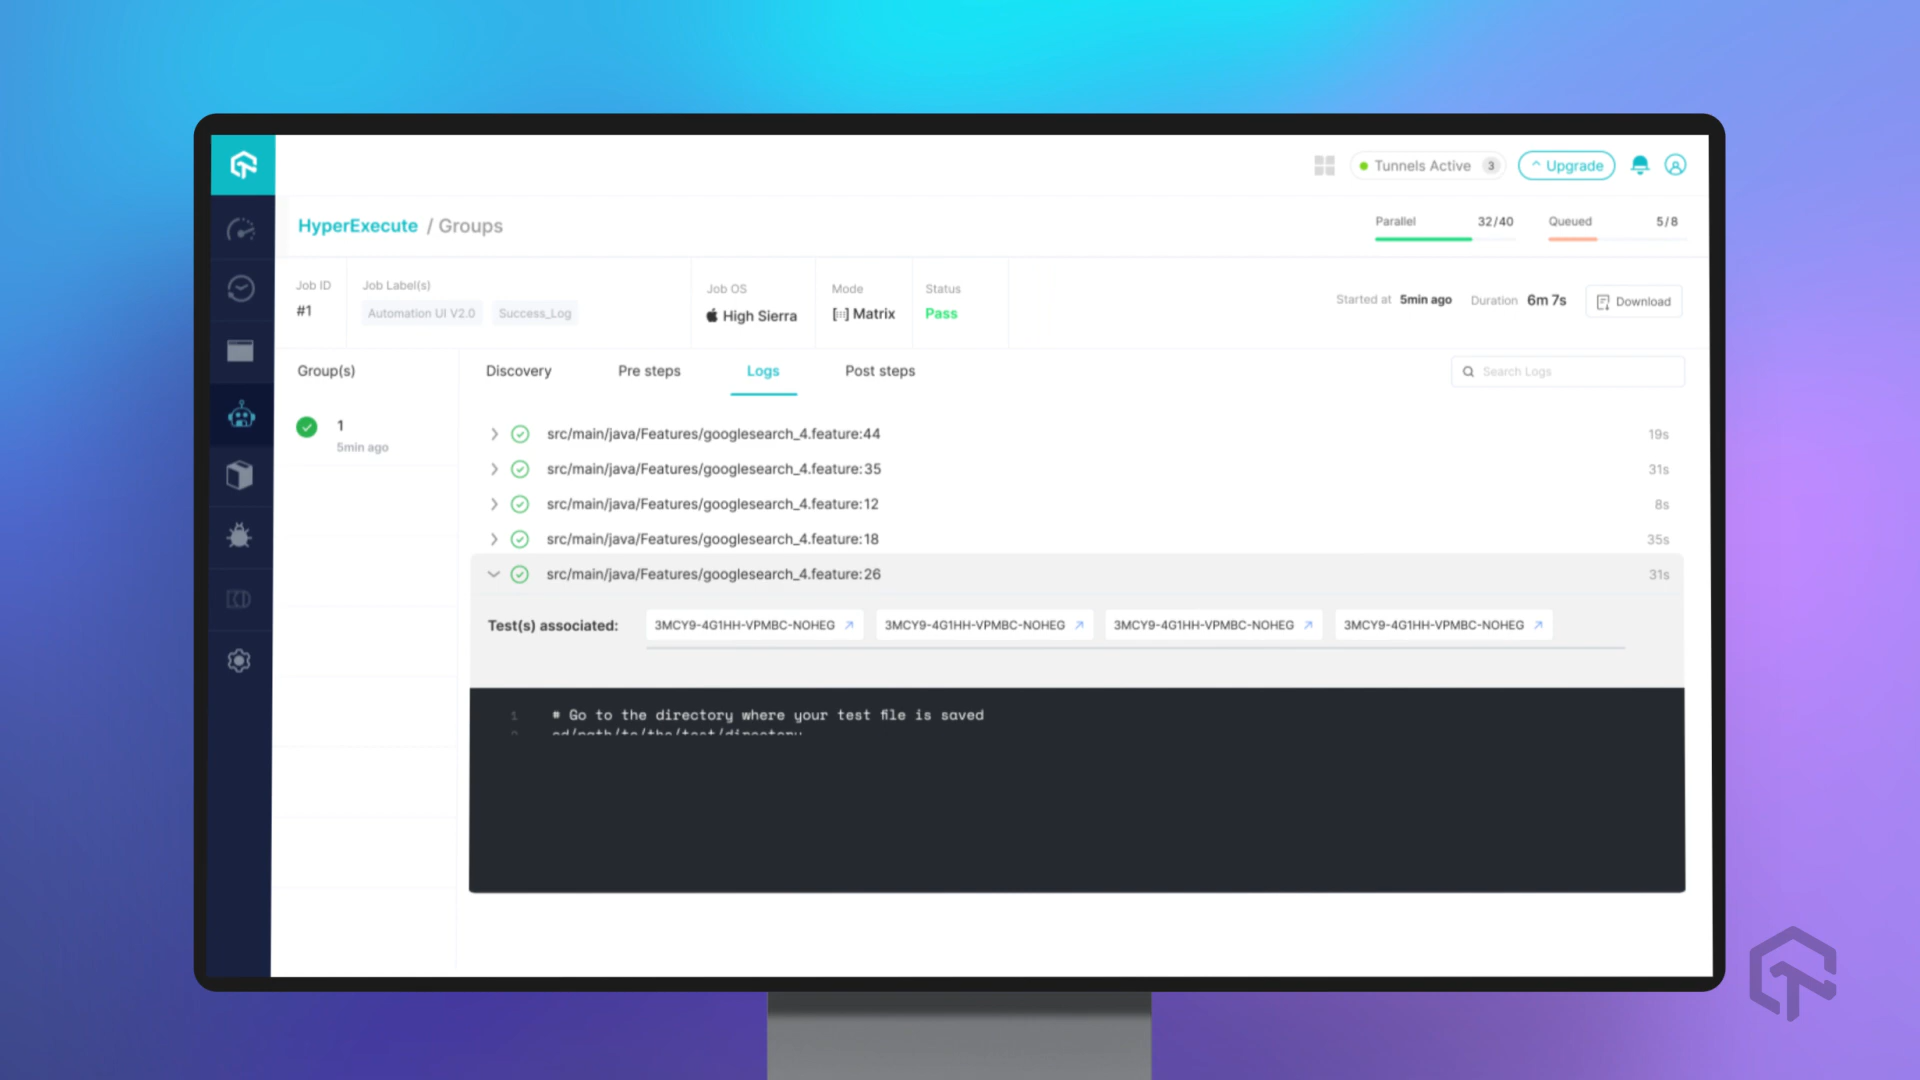 Tunnels Active 3
Upgrade
HyperExecute / Groups
Parallel 32/40
Queued 5/8
Job ID
#1
Job Label(s)
Automation UI V2.0 Success_Log
Job OS
High Sierra
Mode
[::] Matrix
Status
Pass
Started at 5min ago Duration 6m 7s
Download
Group(s)
Discovery Pre steps Logs Post steps
Search Logs
1
5min ago
src/main/java/Features/googlesearch_4.feature:44 19s
src/main/java/Features/googlesearch_4.feature:35 31s
src/main/java/Features/googlesearch_4.feature:12 8s
src/main/java/Features/googlesearch_4.feature:18 35s
src/main/java/Features/googlesearch_4.feature:26 31s
Test(s) associated: 3MCY9-4G1HH-VPMBC-NOHEG 3MCY9-4G1HH-VPMBC-NOHEG 3MCY9-4G1HH-VPMBC-NOHEG 3MCY9-4G1HH-VPMBC-NOHEG
1 # Go to the directory where your test file is saved
cd/path/to/the/test/directory